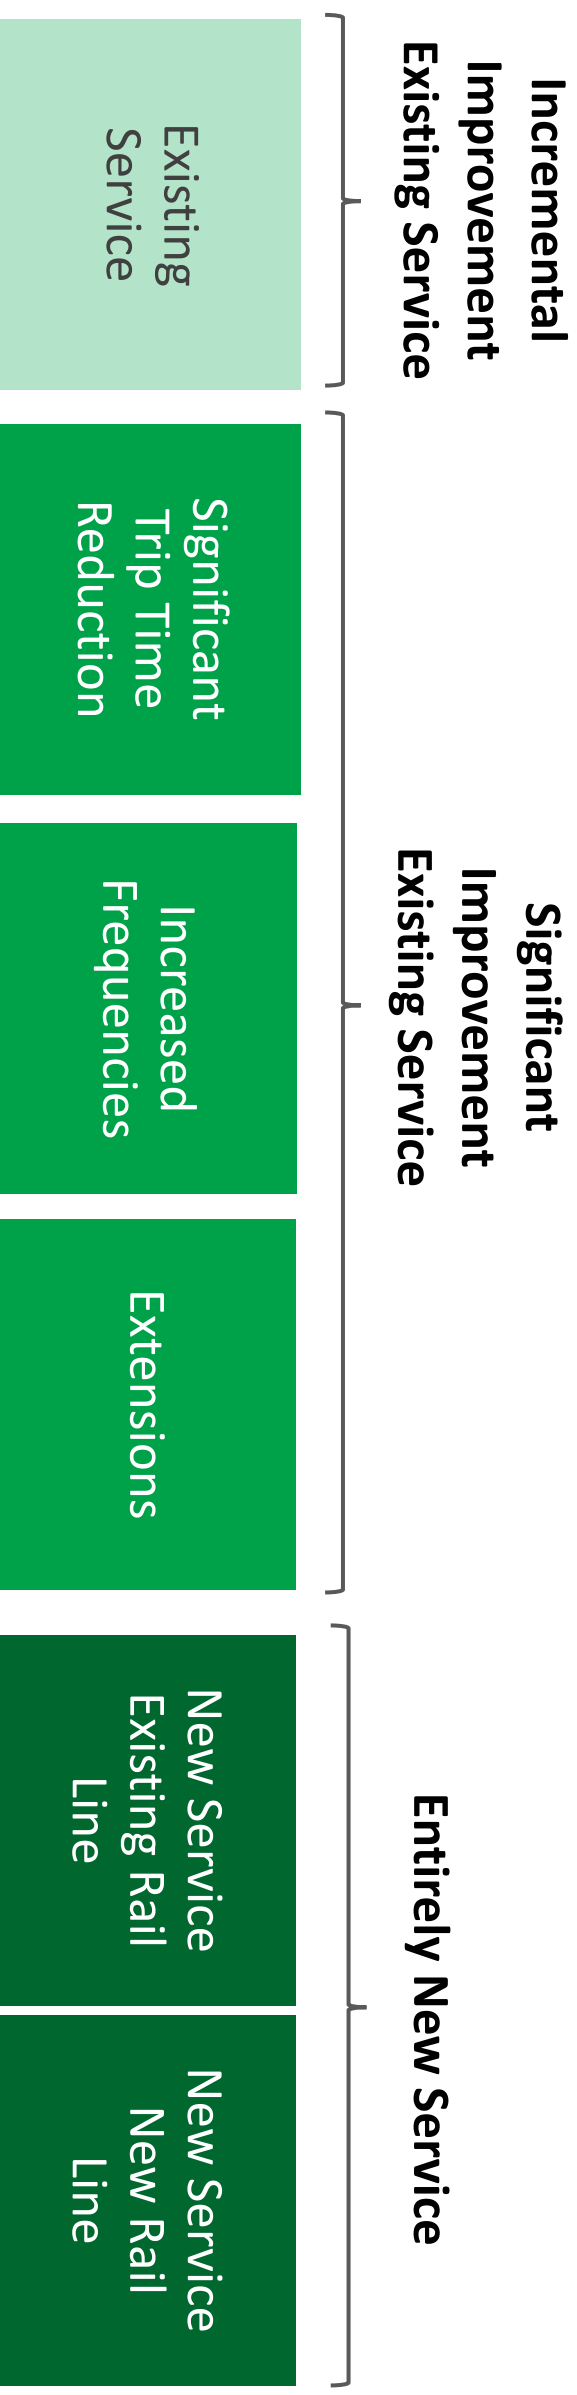 Incremental
Improvement
Existing Service
Significant
Improvement
Existing Service
Entirely New Service
Existing
Service
Significant
Trip Time
Reduction
Increased
Frequencies
Extensions
New Service
Existing Rail
Line
New Service
New Rail
Line